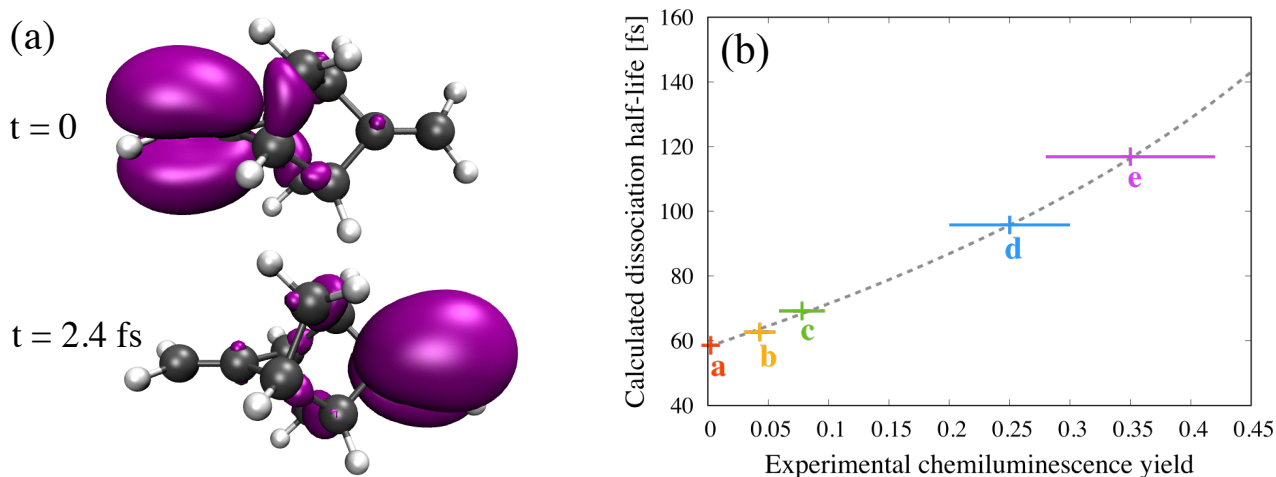 (a)
t = 0
t = 2.4 fs
(b)
Calculated dissociation half-life [fs]
160
140
120
100
80
60
40
a
b
c
d
e
0 0.05 0.1 0.15 0.2 0.25 0.3 0.35 0.4 0.45
Experimental chemiluminescence yield